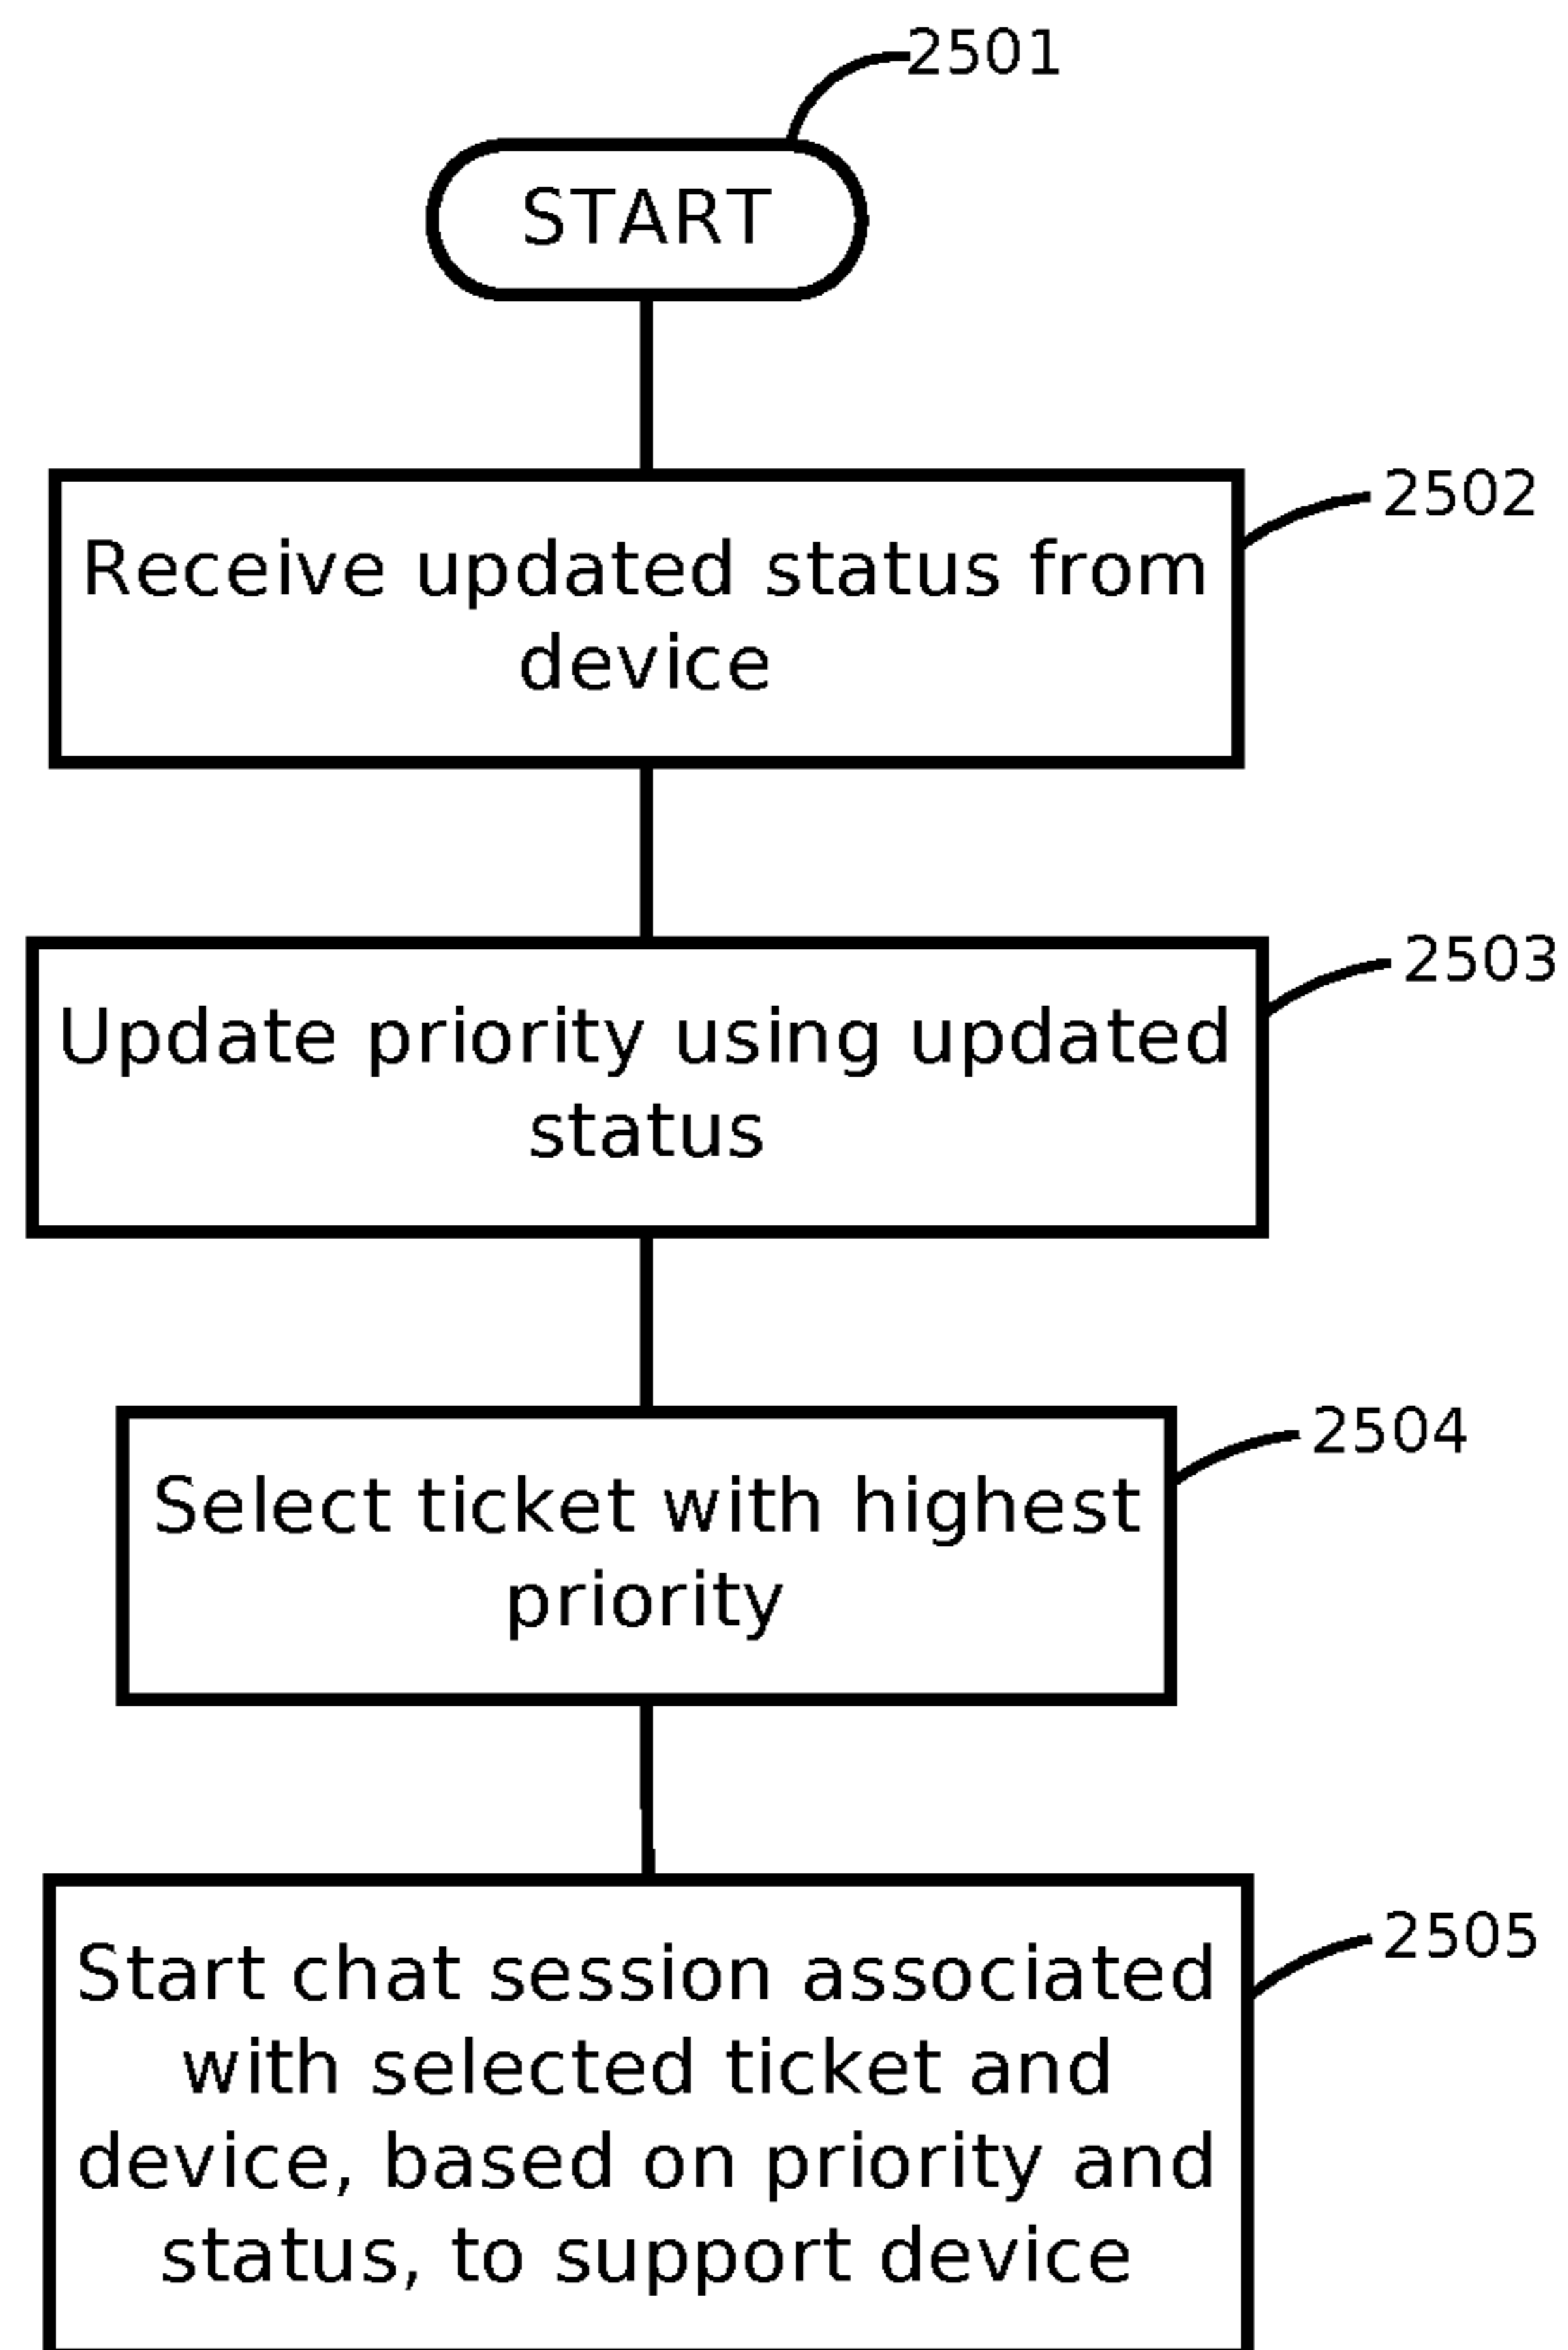 2501
START
2502
Receive updated status from
device
2503
Update priority using updated
status
2504
Select ticket with highest
priority
2505
Start chat session associated
with selected ticket and
device, based on priority and
status, to support device